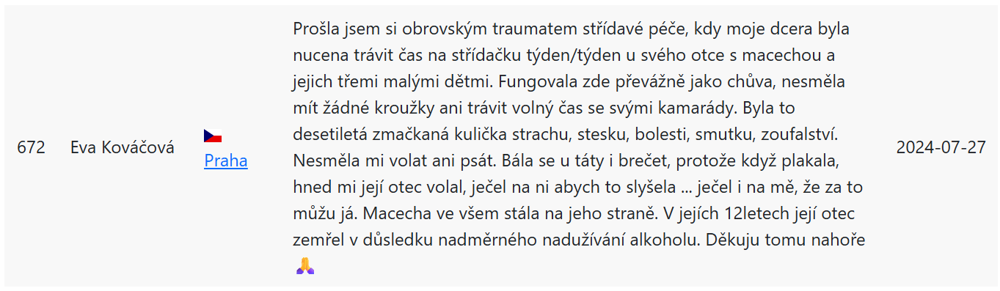 Prošla jsem si obrovským traumatem střídavé péče, kdy moje dcera byla
nucena trávit čas na střídačku týden/týden u svého otce s macechou a
jejich třemi malými dětmi. Fungovala zde převážně jako chůva, nesměla
mít žádné kroužky ani trávit volný čas se svými kamarády. Byla to
desetiletá zmačkaná kulička strachu, stesku, bolesti, smutku, zoufalství.
672 Eva Kováčová Praha 2024-07-27
Nesměla mi volat ani psát. Bála se u táty i brečet, protože když plakala,
hned mi její otec volal, ječel na ni abych to slyšela ... ječel i na mě, že za to
můžu já. Macecha ve všem stála na jeho straně. V jejích 12letech její otec
zemřel v důsledku nadměrného nadužívání alkoholu. Děkuju tomu nahoře
🙏